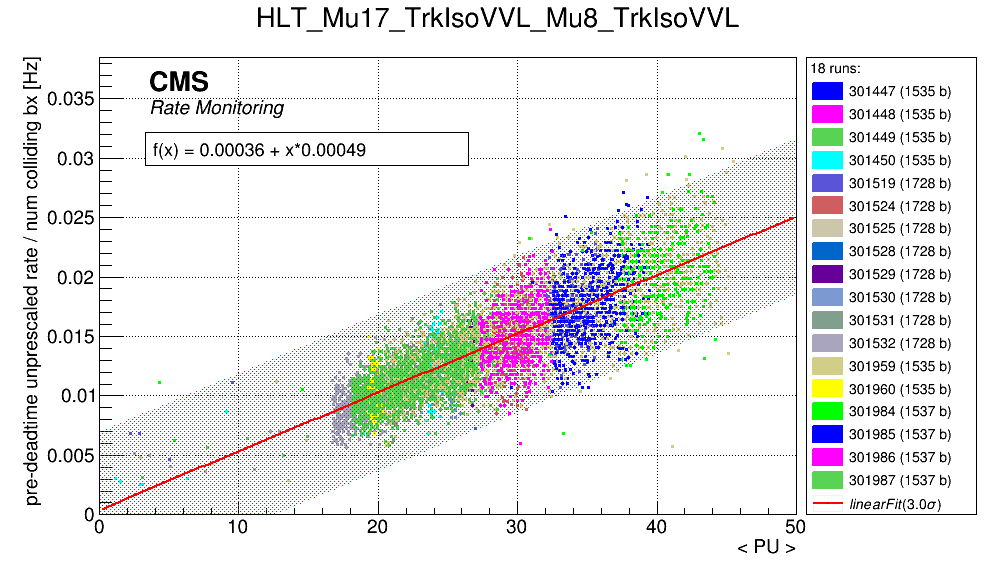 HLT_Mu17_TrkIsoVVL_Mu8_TrkIsoVVL
pre-deadtime unprescaled rate / num colliding bx [Hz]
CMS
Rate Monitoring
f(x) = 0.00036 + x*0.00049
0.035
0.03
0.025
0.02
0.015
0.01
0.005
0
0 10 20 30 40 50
< PU >
18 runs:
301447 (1535 b)
301448 (1535 b)
301449 (1535 b)
301450 (1535 b)
301519 (1728 b)
301524 (1728 b)
301525 (1728 b)
301528 (1728 b)
301529 (1728 b)
301530 (1728 b)
301531 (1728 b)
301532 (1728 b)
301959 (1535 b)
301960 (1535 b)
301984 (1537 b)
301985 (1537 b)
301986 (1537 b)
301987 (1537 b)
linearFit(3.0σ)